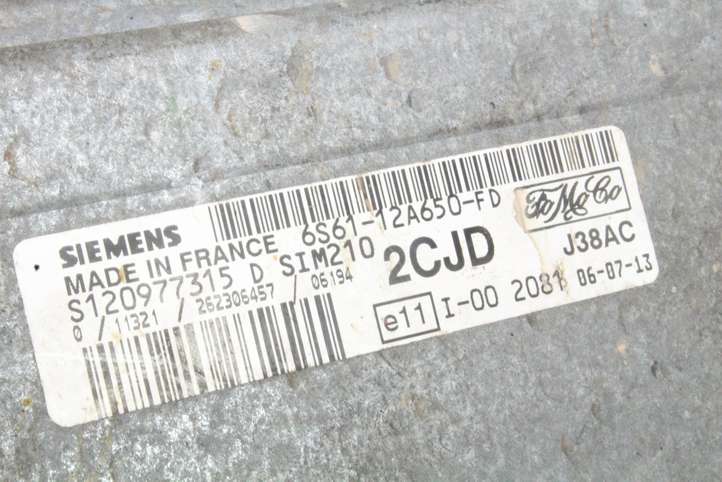 SIEMENS
6S61-12A650-FD
FoMoCo
MADE IN FRANCE
SIM210
2CJD
J38AC
S120977315 D
0 / 11321 / 262306457 / 06194
e11 I-00 2081 06-07-13